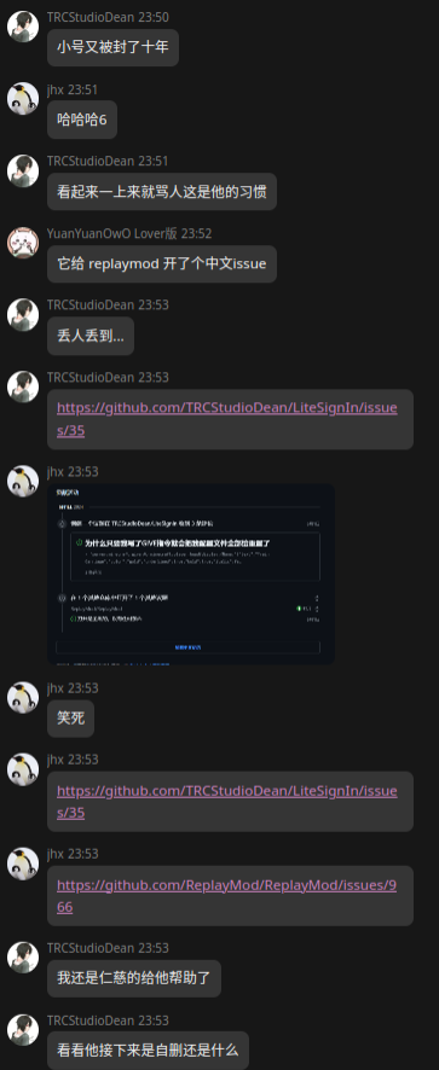 TRCStudioDean 23:50
小号又被封了十年
jhx 23:51
哈哈哈6
TRCStudioDean 23:51
看起来一上来就骂人这是他的习惯
YuanYuanOwO Lover版 23:52
它给 replaymod 开了个中文issue
TRCStudioDean 23:53
丢人丢到...
TRCStudioDean 23:53
https://github.com/TRCStudioDean/LiteSignIn/issue
s/35
jhx 23:53
jhx 23:53
笑死
jhx 23:53
https://github.com/TRCStudioDean/LiteSignIn/issue
s/35
jhx 23:53
https://github.com/ReplayMod/ReplayMod/issues/9
66
TRCStudioDean 23:53
我还是仁慈的给他帮助了
TRCStudioDean 23:53
看看他接下来是自删还是什么